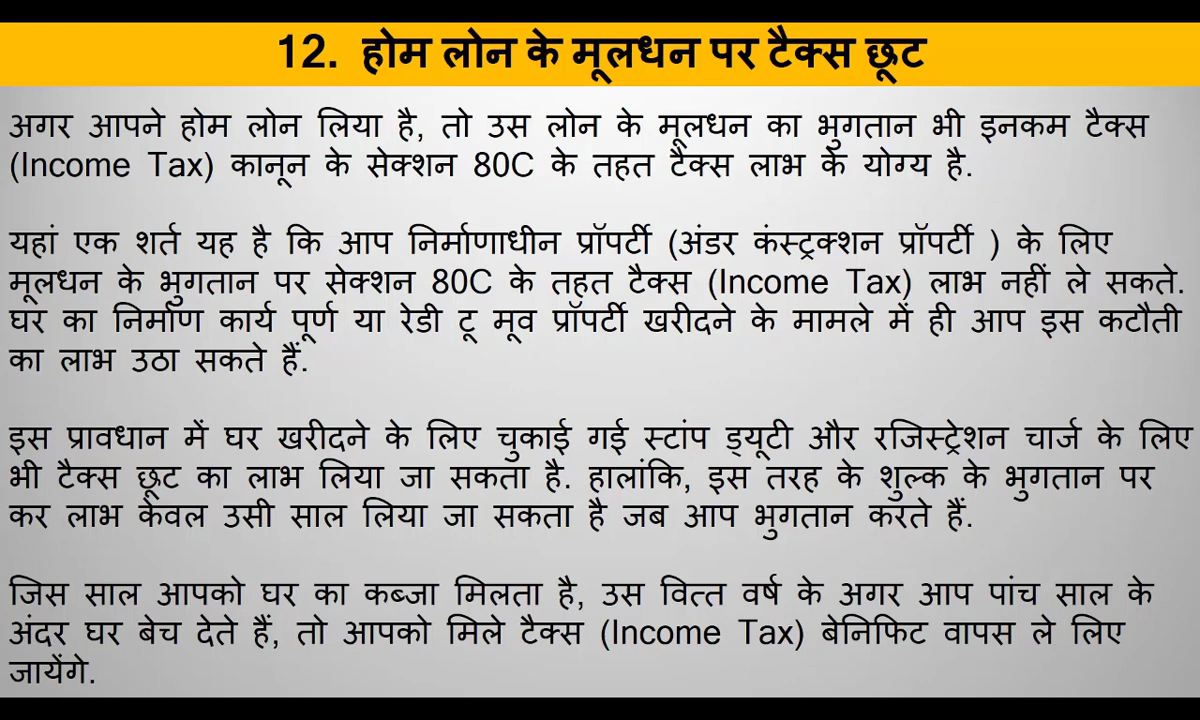 12. होम लोन के मूलधन पर टैक्स छूट
अगर आपने होम लोन लिया है, तो उस लोन के मूलधन का भुगतान भी इनकम टैक्स
(Income Tax) कानून के सेक्शन 80C के तहत टैक्स लाभ के योग्य है.
यहां एक शर्त यह है कि आप निर्माणाधीन प्रॉपर्टी (अंडर कंस्ट्रक्शन प्रॉपर्टी ) के लिए
मूलधन के भुगतान पर सेक्शन 80C के तहत टैक्स (Income Tax) लाभ नहीं ले सकते.
घर का निर्माण कार्य पूर्ण या रेडी टू मूव प्रॉपर्टी खरीदने के मामले में ही आप इस कटौती
का लाभ उठा सकते हैं.
इस प्रावधान में घर खरीदने के लिए चुकाई गई स्टांप ड्यूटी और रजिस्ट्रेशन चार्ज के लिए
भी टैक्स छूट का लाभ लिया जा सकता है. हालांकि, इस तरह के शुल्क के भुगतान पर
कर लाभ केवल उसी साल लिया जा सकता है जब आप भुगतान करते हैं.
जिस साल आपको घर का कब्जा मिलता है, उस वित्त वर्ष के अगर आप पांच साल के
अंदर घर बेच देते हैं, तो आपको मिले टैक्स (Income Tax) बेनिफिट वापस ले लिए
जायेंगे.